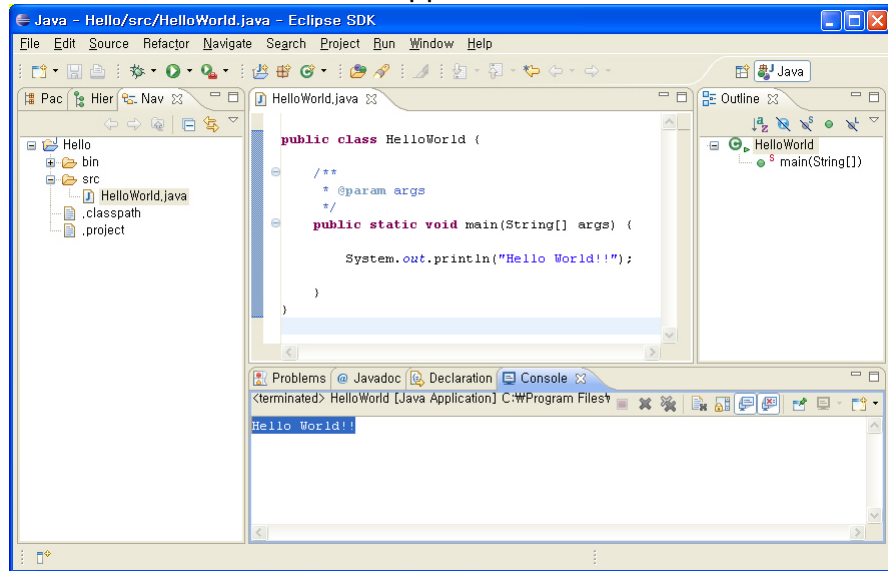 Java - Hello/src/HelloWorld.java - Eclipse SDK
File Edit Source Refactor Navigate Search Project Run Window Help
Java
Pac Hier Nav
Hello
bin
src
HelloWorld.java
.classpath
.project
HelloWorld.java
public class HelloWorld {
/**
* @param args
*/
public static void main(String[] args) {
System.out.println("Hello World!!");
}
}
Outline
HelloWorld
main(String[])
Problems @ Javadoc Declaration Console
<terminated> HelloWorld [Java Application] C:₩Program Files₩
Hello World!!